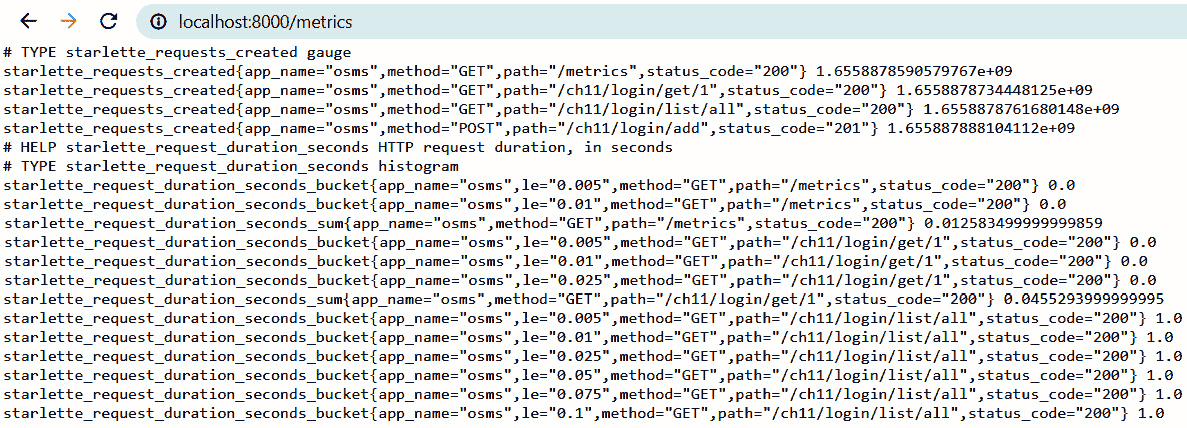 localhost:8000/metrics
# TYPE starlette_requests_created gauge
starlette_requests_created{app_name="osms",method="GET",path="/metrics",status_code="200"} 1.6558878590579767e+09
starlette_requests_created{app_name="osms",method="GET",path="/ch11/login/get/1",status_code="200"} 1.6558878734448125e+09
starlette_requests_created{app_name="osms",method="GET",path="/ch11/login/list/all",status_code="200"} 1.6558878761680148e+09
starlette_requests_created{app_name="osms",method="POST",path="/ch11/login/add",status_code="201"} 1.655887888104112e+09
# HELP starlette_request_duration_seconds HTTP request duration, in seconds
# TYPE starlette_request_duration_seconds histogram
starlette_request_duration_seconds_bucket{app_name="osms",le="0.005",method="GET",path="/metrics",status_code="200"} 0.0
starlette_request_duration_seconds_bucket{app_name="osms",le="0.01",method="GET",path="/metrics",status_code="200"} 0.0
starlette_request_duration_seconds_sum{app_name="osms",method="GET",path="/metrics",status_code="200"} 0.012583499999999859
starlette_request_duration_seconds_bucket{app_name="osms",le="0.005",method="GET",path="/ch11/login/get/1",status_code="200"} 0.0
starlette_request_duration_seconds_bucket{app_name="osms",le="0.01",method="GET",path="/ch11/login/get/1",status_code="200"} 0.0
starlette_request_duration_seconds_bucket{app_name="osms",le="0.025",method="GET",path="/ch11/login/get/1",status_code="200"} 0.0
starlette_request_duration_seconds_sum{app_name="osms",method="GET",path="/ch11/login/get/1",status_code="200"} 0.0455293999999995
starlette_request_duration_seconds_bucket{app_name="osms",le="0.005",method="GET",path="/ch11/login/list/all",status_code="200"} 1.0
starlette_request_duration_seconds_bucket{app_name="osms",le="0.01",method="GET",path="/ch11/login/list/all",status_code="200"} 1.0
starlette_request_duration_seconds_bucket{app_name="osms",le="0.025",method="GET",path="/ch11/login/list/all",status_code="200"} 1.0
starlette_request_duration_seconds_bucket{app_name="osms",le="0.05",method="GET",path="/ch11/login/list/all",status_code="200"} 1.0
starlette_request_duration_seconds_bucket{app_name="osms",le="0.075",method="GET",path="/ch11/login/list/all",status_code="200"} 1.0
starlette_request_duration_seconds_bucket{app_name="osms",le="0.1",method="GET",path="/ch11/login/list/all",status_code="200"} 1.0